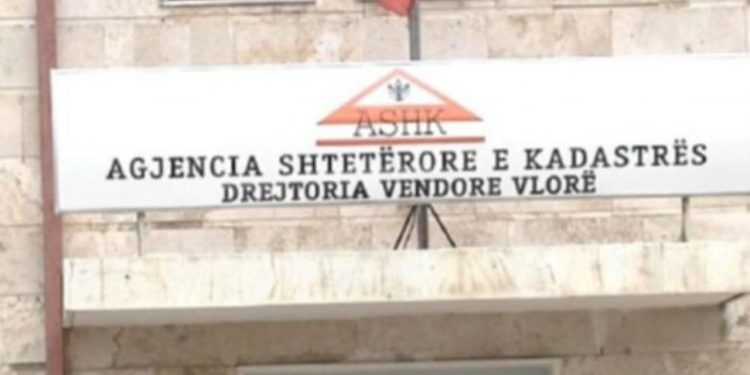 ASHK
AGJENCIA SHTETËRORE E KADASTRËS
DREJTORIA VENDORE VLORË